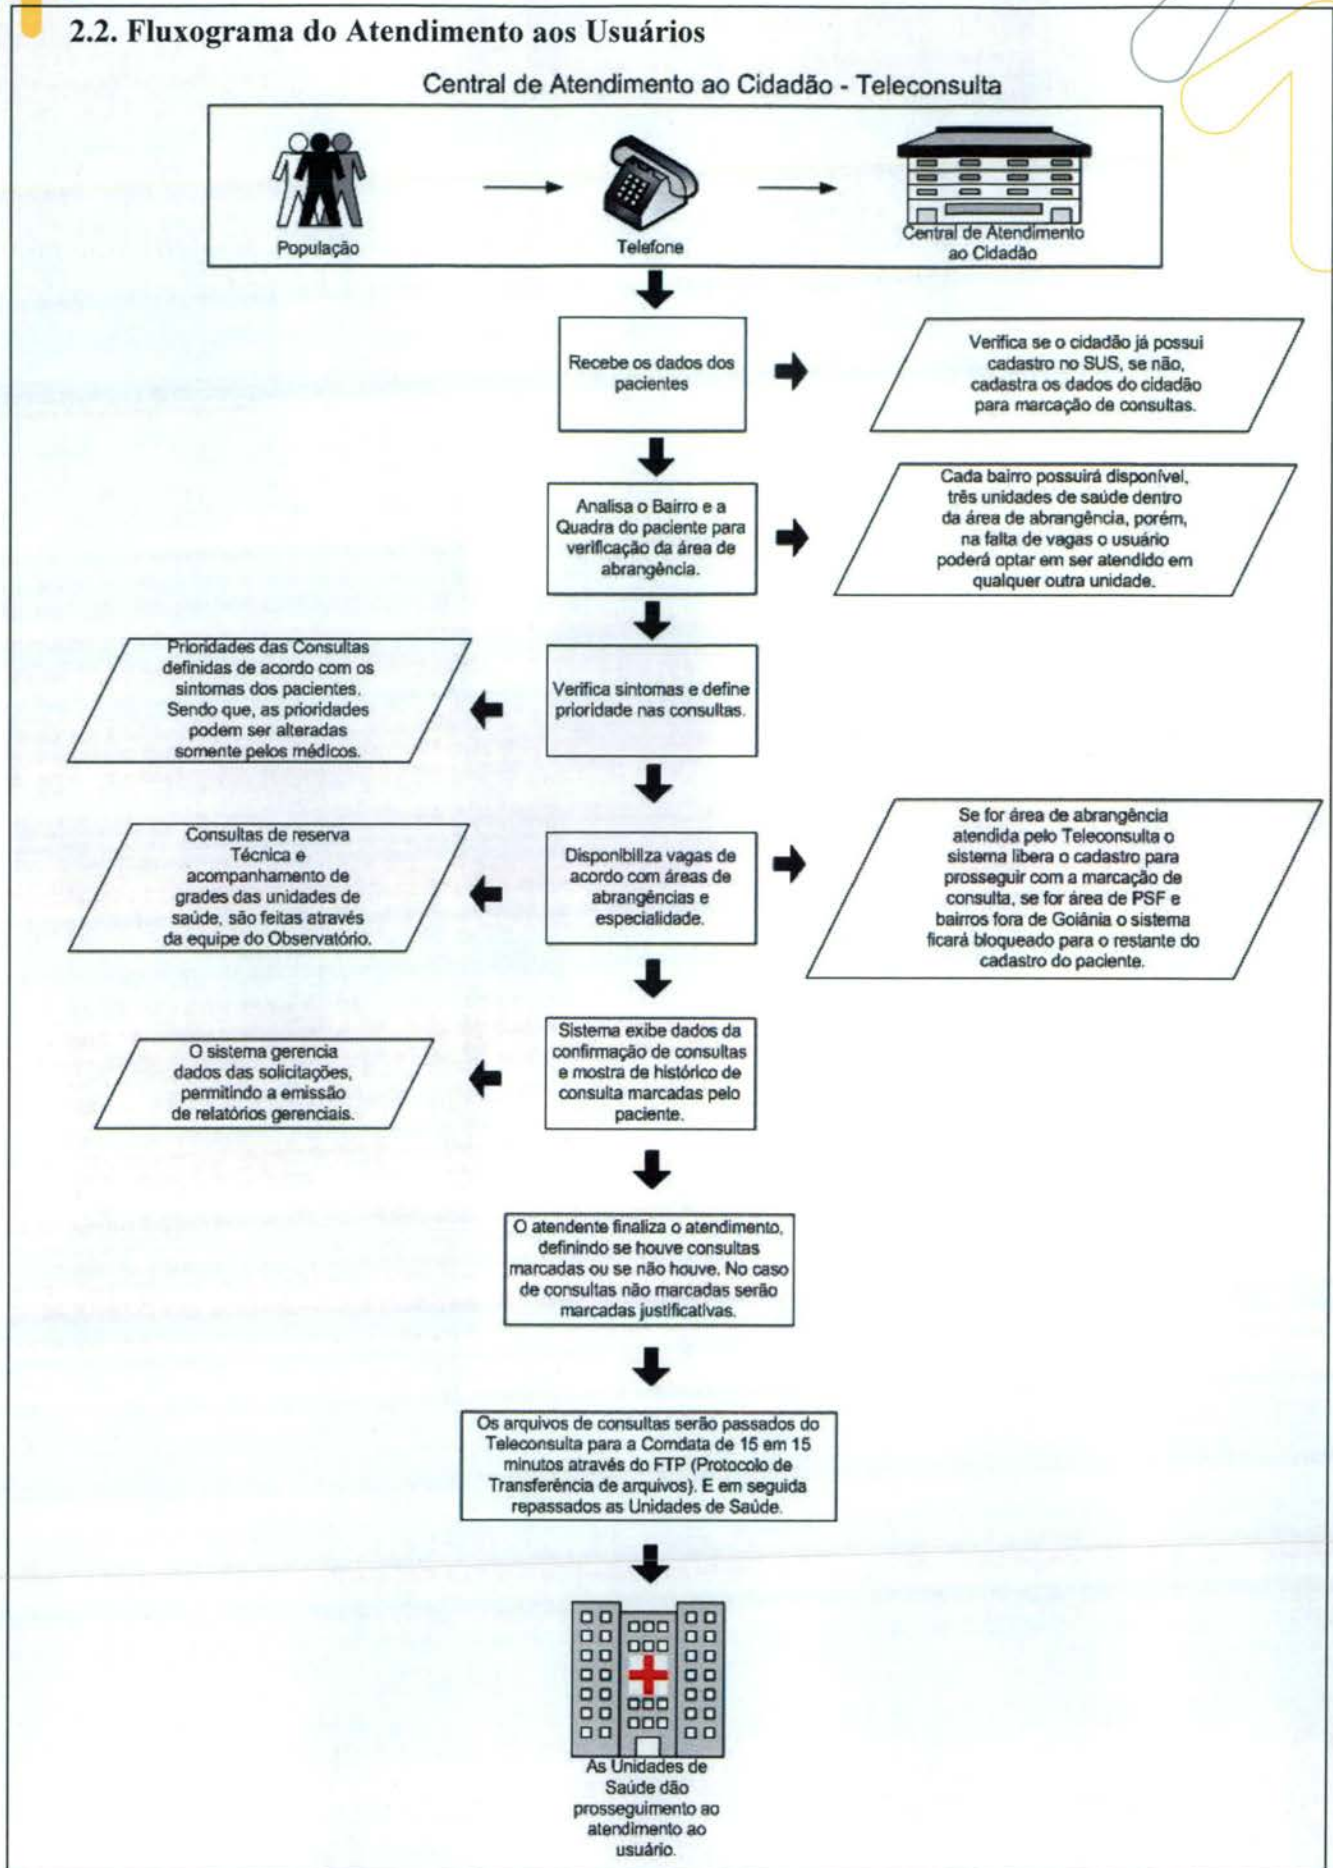 2.2. Fluxograma do Atendimento aos Usuários
Central de Atendimento ao Cidadão - Teleconsulta
População
Telefone
Central de Atendimento
ao Cidadão
Recebe os dados dos
pacientes
Verifica se o cidadão já possui
cadastro no SUS, se não,
cadastra os dados do cidadão
para marcação de consultas.
Analisa o Bairro e a
Quadra do paciente para
verificação da área de
abrangência.
Cada bairro possuirá disponível,
três unidades de saúde dentro
da área de abrangência, porém,
na falta de vagas o usuário
poderá optar em ser atendido em
qualquer outra unidade.
Prioridades das Consultas
definidas de acordo com os
sintomas dos pacientes.
Sendo que, as prioridades
podem ser alteradas
somente pelos médicos.
Verifica sintomas e define
prioridade nas consultas.
Consultas de reserva
Técnica e
acompanhamento de
grades das unidades de
saúde, são feitas através
da equipe do Observatório.
Disponibiliza vagas de
acordo com áreas de
abrangências e
especialidade.
Se for área de abrangência
atendida pelo Teleconsulta o
sistema libera o cadastro para
prosseguir com a marcação de
consulta, se for área de PSF e
bairros fora de Goiânia o sistema
ficará bloqueado para o restante do
cadastro do paciente.
O sistema gerencia
dados das solicitações,
permitindo a emissão
de relatórios gerenciais.
Sistema exibe dados da
confirmação de consultas
e mostra de histórico de
consulta marcadas pelo
paciente.
O atendente finaliza o atendimento,
definindo se houve consultas
marcadas ou se não houve. No caso
de consultas não marcadas serão
marcadas justificativas.
Os arquivos de consultas serão passados do
Teleconsulta para a Comdata de 15 em 15
minutos através do FTP (Protocolo de
Transferência de arquivos). E em seguida
repassados as Unidades de Saúde.
As Unidades de
Saúde dão
prosseguimento ao
atendimento ao
usuário.